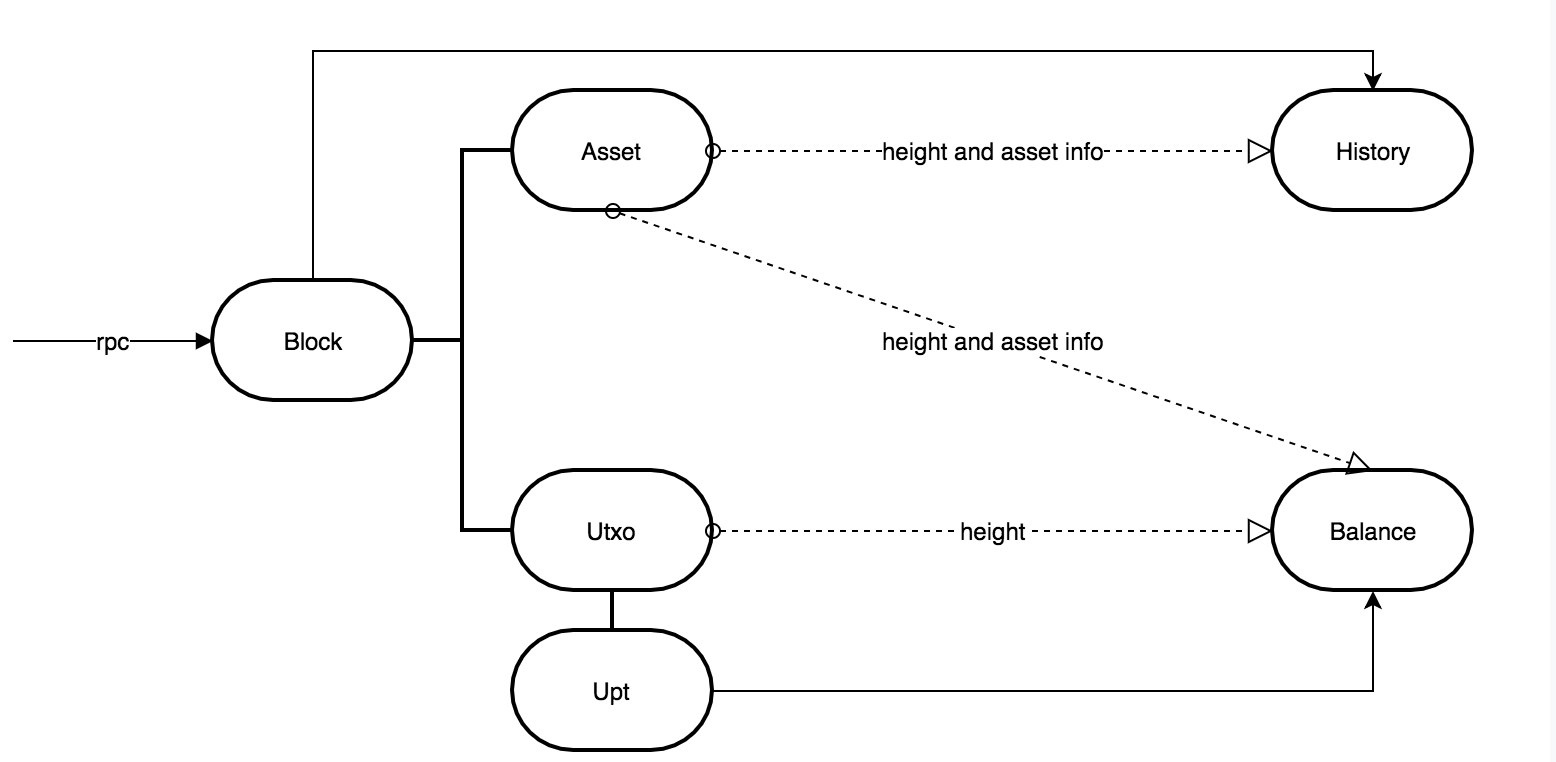 Asset
height and asset info
History
rpc
Block
height and asset info
Utxo
height
Balance
Upt